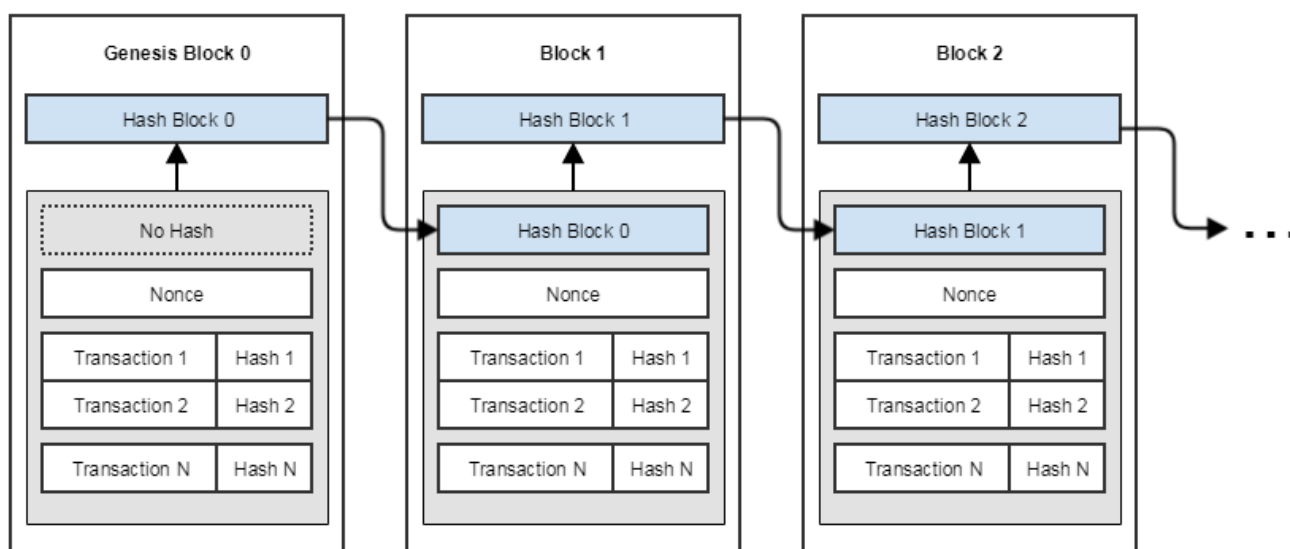 Genesis Block 0
Hash Block 0
No Hash
Nonce
Transaction 1 Hash 1
Transaction 2 Hash 2
Transaction N Hash N
Block 1
Hash Block 1
Hash Block 0
Nonce
Transaction 1 Hash 1
Transaction 2 Hash 2
Transaction N Hash N
Block 2
Hash Block 2
Hash Block 1
Nonce
Transaction 1 Hash 1
Transaction 2 Hash 2
Transaction N Hash N
...